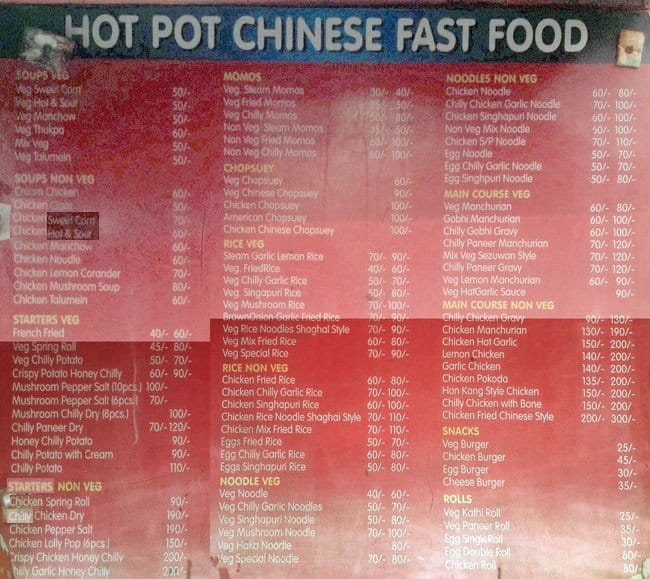 HOT POT CHINESE FAST FOOD
SOUPS VEG
Veg Sweet Corn 50/-
Veg Hot & Sour 50/-
Veg Manchow 50/-
Veg Thukpa 60/-
Mix Veg 50/-
Veg Talumein 50/-
SOUPS NON VEG
Cream Chicken 60/-
Chicken Clear 50/-
Chicken Sweet Corn 70/-
Chicken Hot & Sour 60/-
Chicken Manchow 60/-
Chicken Noudle 60/-
Chicken Lemon Corander 70/-
Chicken Mushroom Soup 80/-
Chicken Talumein 60/-
STARTERS VEG
French Fried 40/- 60/-
Veg Spring Roll 45/- 80/-
Veg Chilly Potato 50/- 70/-
Crispy Potato Honey Chilly 60/- 90/-
Mushroom Pepper Salt (10pcs.) 100/-
Mushroom Pepper Salt (6pcs.) 70/-
Mushroom Chilly Dry (8pcs.) 100/-
Chilly Paneer Dry 70/- 120/-
Honey Chilly Potato 90/-
Chilly Potato with Cream 90/-
Chilly Potato 110/-
STARTERS NON VEG
Chicken Spring Roll 90/-
Chilly Chicken Dry 190/-
Chicken Pepper Salt 190/-
Chicken Lolly Pop (6pcs.) 150/-
Crispy Chicken Honey Chilly 200/-
Chilly Garlic Honey Chilly 200/-
MOMOS
Veg. Steam Momos 30/- 40/-
Veg Fried Momos 50/-
Veg Chilly Momos 80/-
Non Veg. Steam Momos 50/-
Non Veg Fried Momos 60/- 100/-
Non Veg Chilly Momos 60/- 100/-
CHOPSUEY
Veg Chopsuey 60/-
Veg Chinese Chopsuey 90/-
Chicken Chopsuey 100/-
American Chopsuey 100/-
Chicken Chinese Chopsuey 100/-
RICE VEG
Steam Garlic Lemon Rice 70/- 90/-
Veg. FriedRice 40/- 60/-
Veg Chilly Garlic Rice 50/- 70/-
Veg. Singapuri Rice 50/- 80/-
Veg Mushroom Rice 70/- 100/-
BrownOnion Garlic Fried Rice 70/- 90/-
Veg Rice Noodles Shaghai Style 70/- 90/-
Veg Mix Fried Rice 60/- 80/-
Veg Special Rice 70/- 90/-
RICE NON VEG
Chicken Fried Rice 60/- 80/-
Chicken Chilly Garlic Rice 70/- 100/-
Chicken Singhapuri Rice 60/- 100/-
Chicken Rice Noodle Shaghai Style 70/- 110/-
Chicken Mix Fried Rice 70/- 110/-
Eggs Fried Rice 50/- 70/-
Egg Chilly Garlic Rice 60/- 80/-
Eggs Singhapuri Rice 50/- 80/-
NOODLE VEG
Veg Noodle 40/- 60/-
Veg Chilly Garlic Noodles 50/- 70/-
Veg Singhapuri Noodle 50/- 80/-
Veg Mushroom Noodle 70/- 100/-
Veg Haka Noodle 80/-
Veg Special Noodle 70/- 80/-
NOODLES NON VEG
Chicken Noodle 60/- 80/-
Chilly Chicken Garlic Noodle 70/- 100/-
Chicken Singhapuri Noodle 60/- 100/-
Non Veg Mix Noodle 70/- 100/-
Chicken S/P Noodle 70/- 110/-
Egg Noodle 50/- 70/-
Egg Chilly Garlic Noodle 50/- 70/-
Egg Singhpuri Noodle 50/- 80/-
MAIN COURSE VEG
Veg Manchurian 60/- 80/-
Gobhi Manchurian 60/- 100/-
Chilly Gobhi Gravy 60/- 100/-
Chilly Paneer Manchurian 70/- 120/-
Mix Veg Sezuwan Style 70/- 120/-
Chilly Paneer Gravy 70/- 120/-
Veg Lemon Manchurian 60/- 90/-
Veg HotGarlic Sauce 90/-
MAIN COURSE NON VEG
Chilly Chicken Gravy 90/- 130/-
Chicken Manchurian 130/- 190/-
Chicken Hot Garlic 150/- 200/-
Lemon Chicken 140/- 200/-
Garlic Chicken 140/- 200/-
Chicken Pokoda 135/- 200/-
Hon Kong Style Chicken 150/- 200/-
Chilly Chicken with Bone 150/- 200/-
Chicken Fried Chinese Style 200/- 300/-
SNACKS
Veg Burger 25/-
Chicken Burger 45/-
Egg Burger 30/-
Cheese Burger 35/-
ROLLS
Veg Kathi Roll 25/-
Veg Paneer Roll 35/-
Egg SingleRoll 30/-
Egg Double Roll 60/-
Chicken Roll 80/-